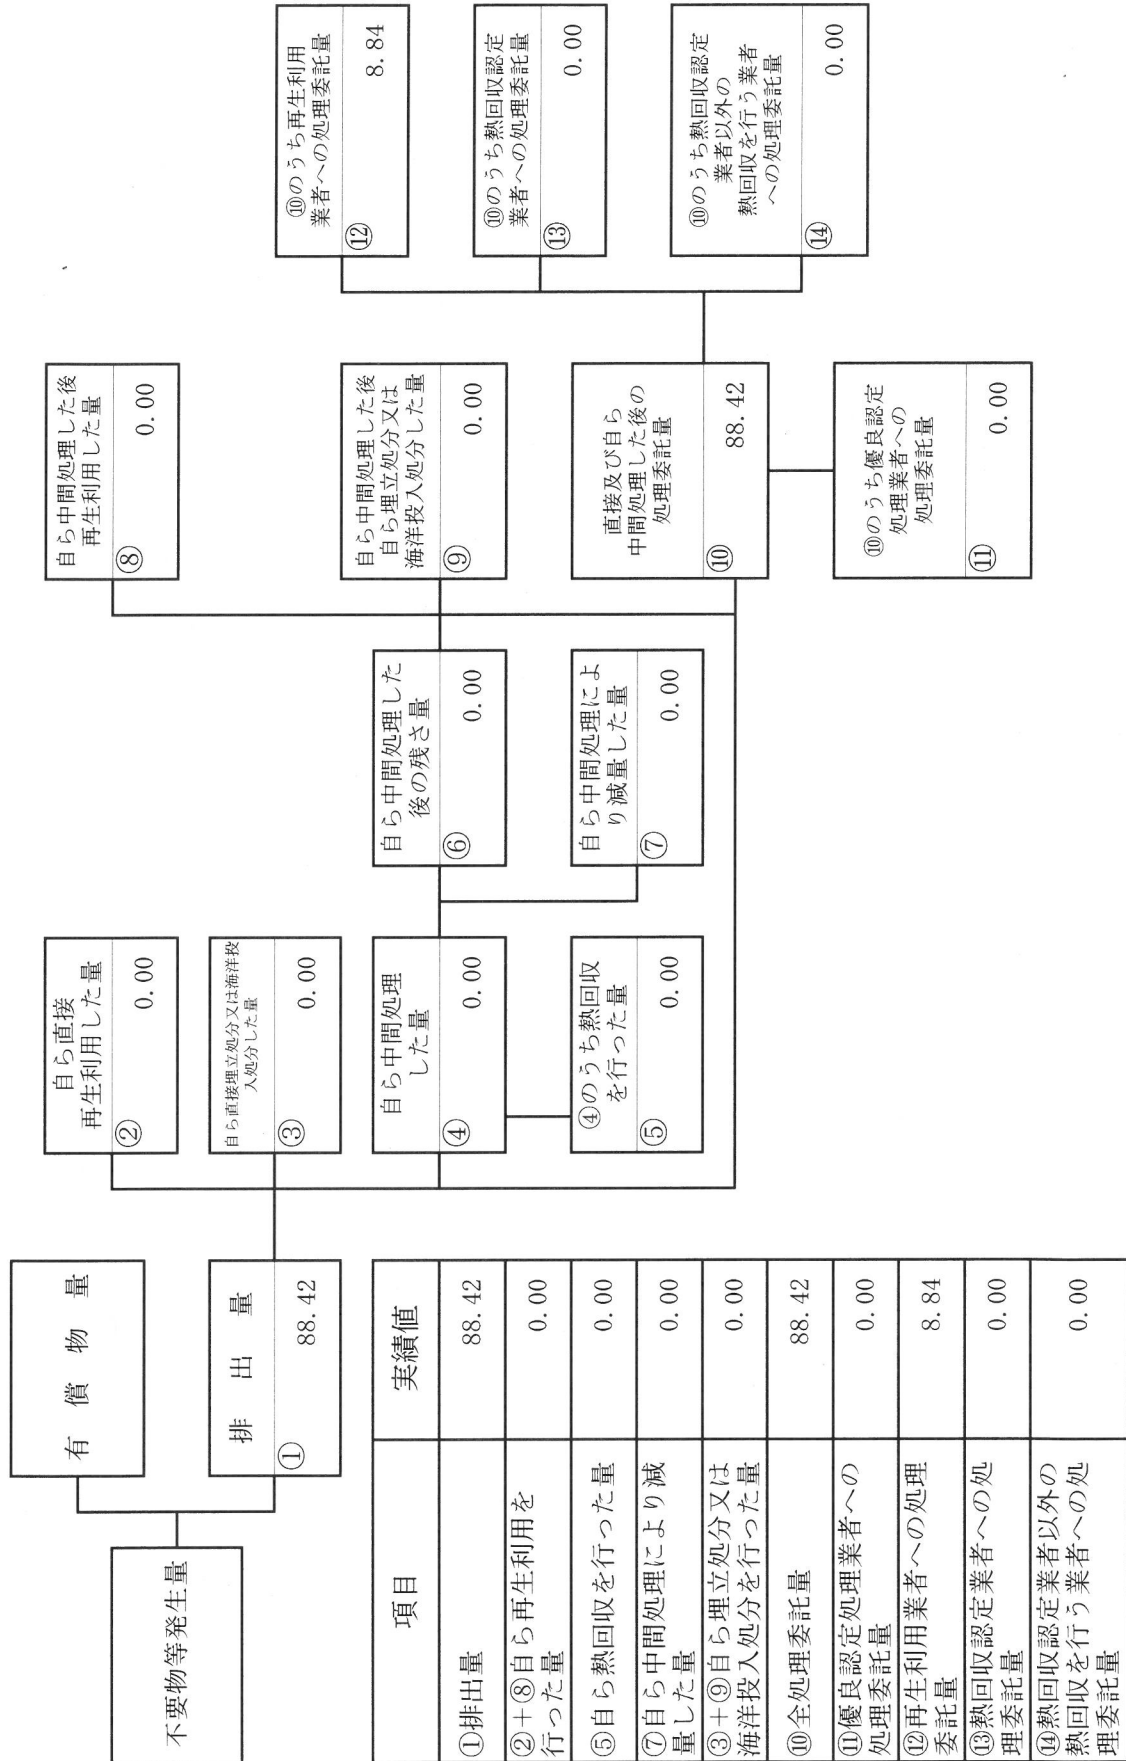 不要物等発生量
有償物量
排出量
①
88.42
自ら直接
再生利用した量
②
0.00
自ら直接埋立処分又は海洋投
入処分した量
③
0.00
自ら中間処理
した量
④
0.00
④のうち熱回収
を行った量
⑤
0.00
自ら中間処理した
後の残さ量
⑥
0.00
自ら中間処理によ
り減量した量
⑦
0.00
自ら中間処理した後
再生利用した量
⑧
0.00
自ら中間処理した後
自ら埋立処分又は
海洋投入処分した量
⑨
0.00
直接及び自ら
中間処理した後の
処理委託量
⑩
88.42
⑩のうち優良認定
処理業者への
処理委託量
⑪
0.00
⑩のうち再生利用
業者への処理委託量
⑫
8.84
⑩のうち熱回収認定
業者への処理委託量
⑬
0.00
⑩のうち熱回収認定
業者以外の
熱回収を行う業者
への処理委託量
⑭
0.00
項目
実績値
①排出量
88.42
②+⑧自ら再生利用を
行った量
0.00
⑤自ら熱回収を行った量
0.00
⑦自ら中間処理により減
量した量
0.00
③+⑨自ら埋立処分又は
海洋投入処分を行った量
0.00
⑩全処理委託量
88.42
⑪優良認定処理業者への
処理委託量
0.00
⑫再生利用業者への処理
委託量
8.84
⑬熱回収認定業者への処
理委託量
0.00
⑭熱回収認定業者以外の
熱回収を行う業者への処
理委託量
0.00